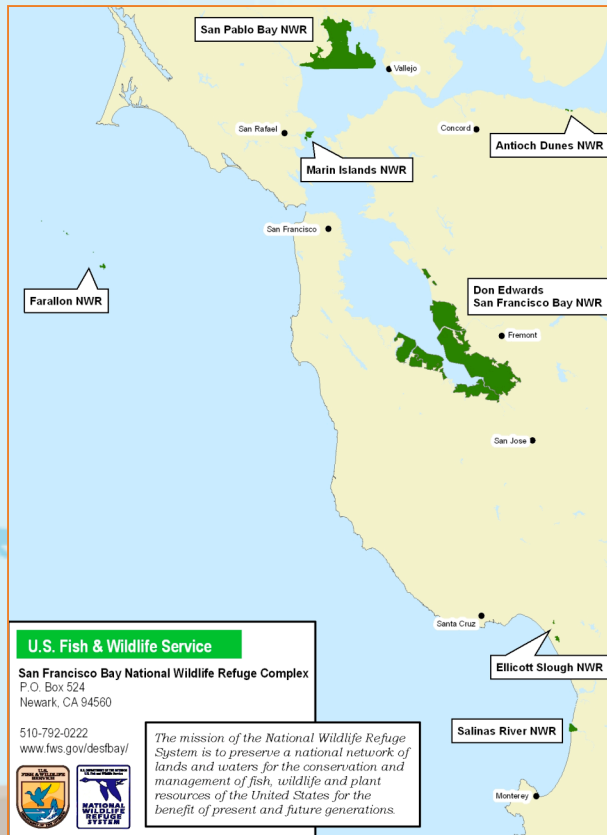 San Pablo Bay NWR
Vallejo
San Rafael
Concord
Antioch Dunes NWR
Marin Islands NWR
San Francisco
Farallon NWR
Don Edwards
San Francisco Bay NWR
Fremont
San Jose
Santa Cruz
Ellicott Slough NWR
Salinas River NWR
Monterey
U.S. Fish & Wildlife Service
San Francisco Bay National Wildlife Refuge Complex
P.O. Box 524
Newark, CA 94560
510-792-0222
www.fws.gov/desfbay/
The mission of the National Wildlife Refuge
System is to preserve a national network of
lands and waters for the conservation and
management of fish, wildlife and plant
resources of the United States for the
benefit of present and future generations.
U.S.
FISH & WILDLIFE
SERVICE
NATIONAL
WILDLIFE
REFUGE
SYSTEM